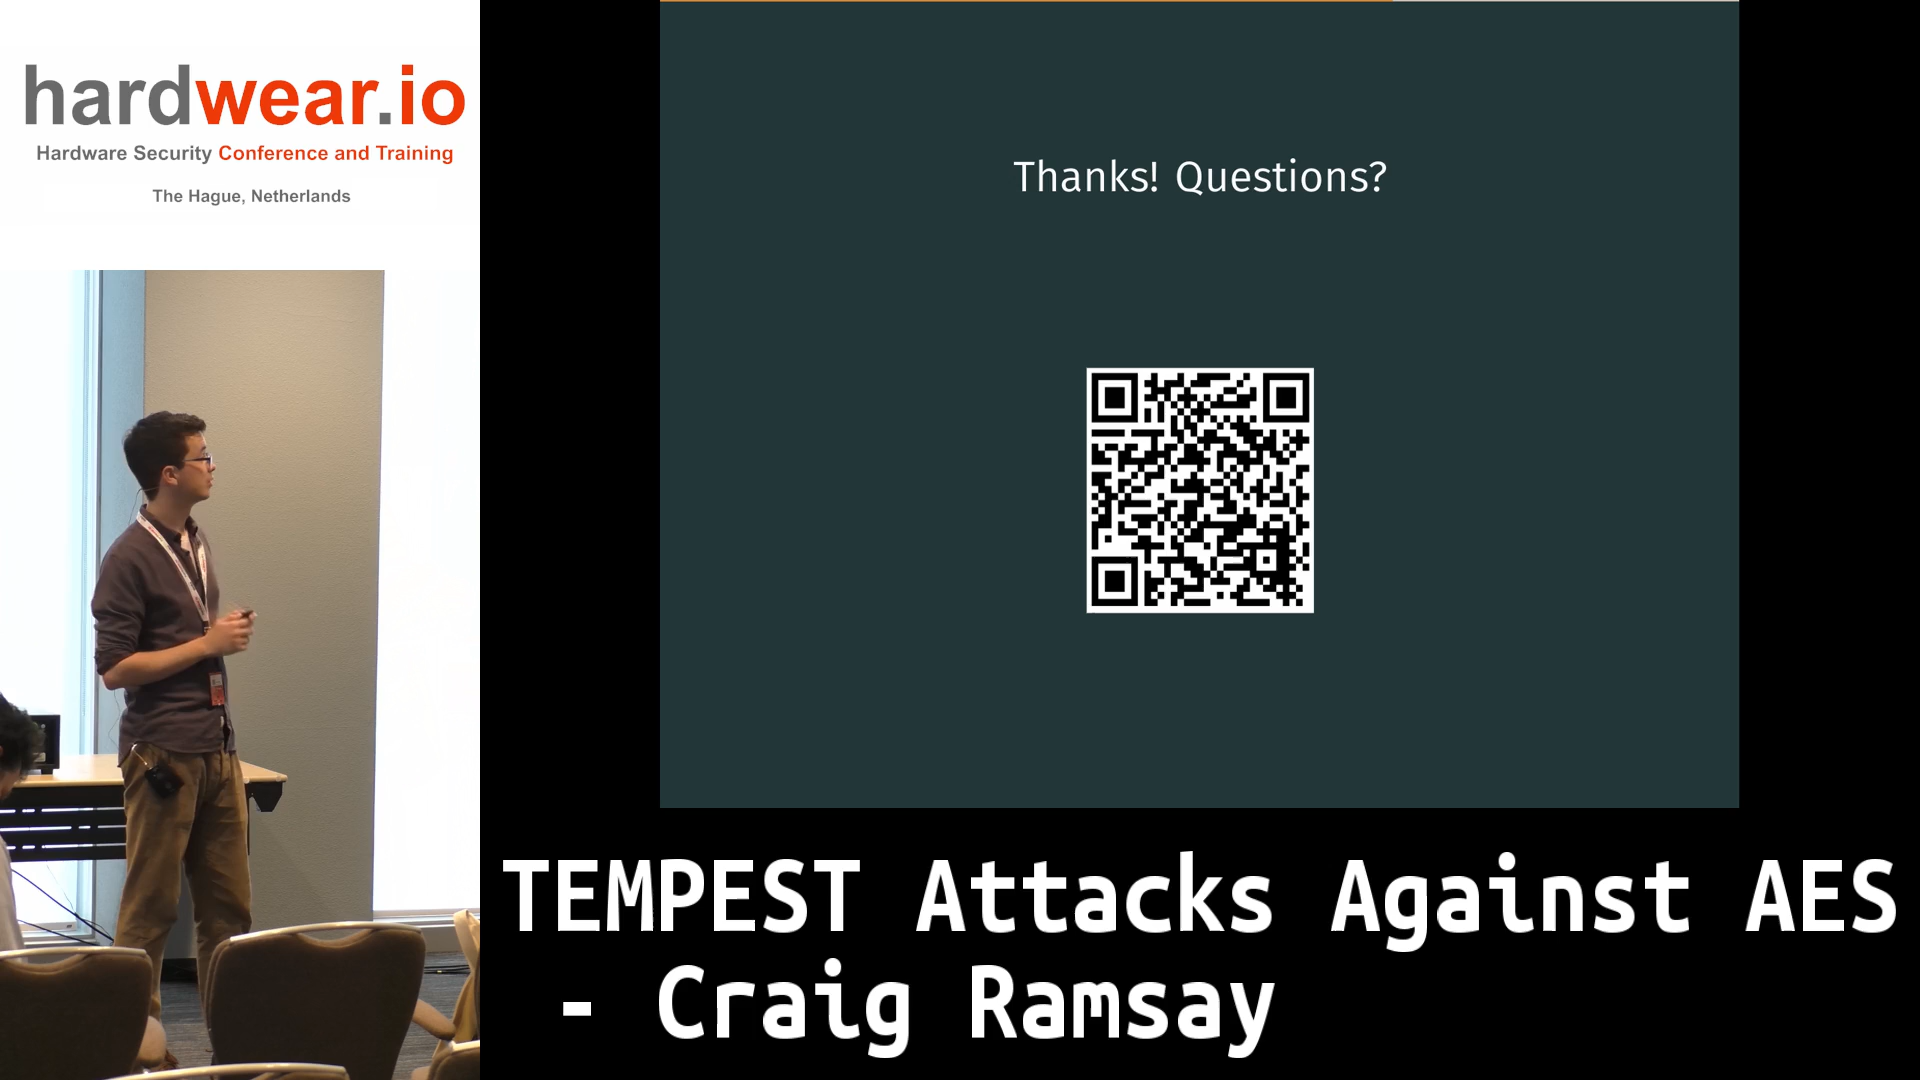 hardwear.io
Hardware Security Conference and Training
The Hague, Netherlands
Thanks! Questions?
TEMPEST Attacks Against AES
- Craig Ramsay